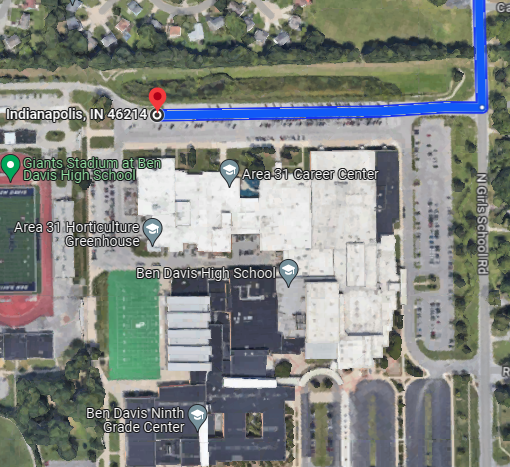 Ca
Indianapolis, IN 46214
Giants Stadium at Ben
Davis High School
Area 31 Career Center
N Girls School Rd
Area 31 Horticulture
Greenhouse
Ben Davis High School
R
Ben Davis Ninth
Grade Center